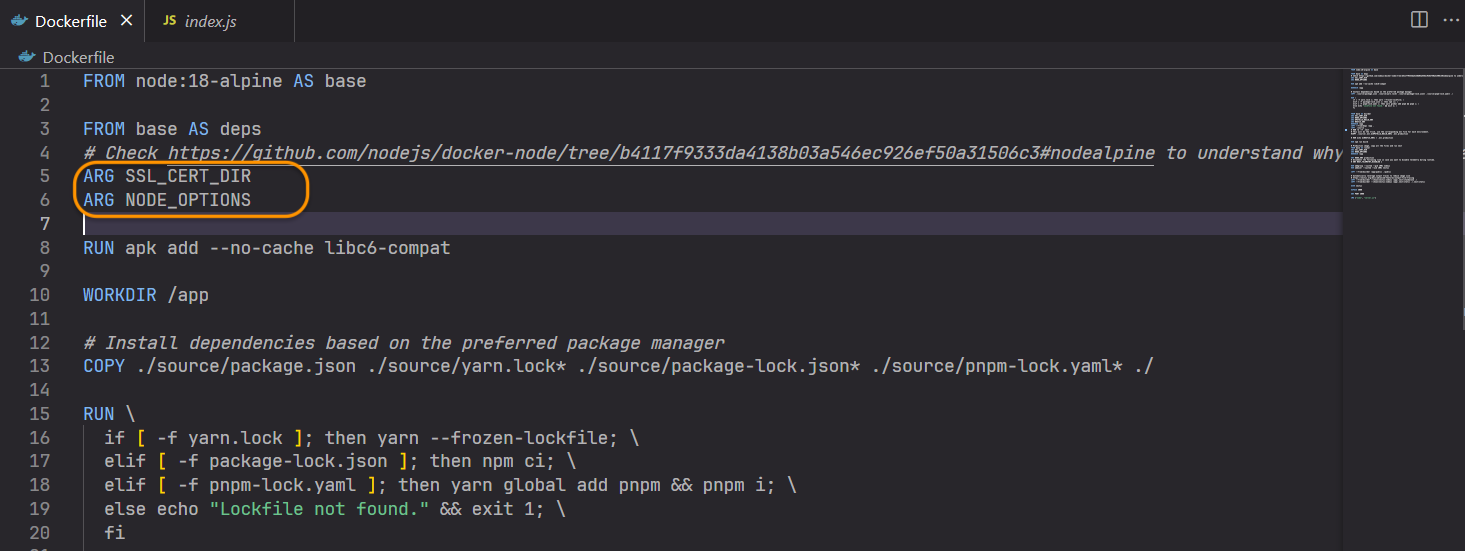 Dockerfile
JS index.js
Dockerfile
1 FROM node:18-alpine AS base
2
3 FROM base AS deps
4 # Check https://github.com/nodejs/docker-node/tree/b4117f9333da4138b03a546ec926ef50a31506c3#nodealpine to understand why
5 ARG SSL_CERT_DIR
6 ARG NODE_OPTIONS
7
8 RUN apk add --no-cache libc6-compat
9
10 WORKDIR /app
11
12 # Install dependencies based on the preferred package manager
13 COPY ./source/package.json ./source/yarn.lock* ./source/package-lock.json* ./source/pnpm-lock.yaml* ./
14
15 RUN \
16 if [ -f yarn.lock ]; then yarn --frozen-lockfile; \
17 elif [ -f package-lock.json ]; then npm ci; \
18 elif [ -f pnpm-lock.yaml ]; then yarn global add pnpm && pnpm i; \
19 else echo "Lockfile not found." && exit 1; \
20 fi